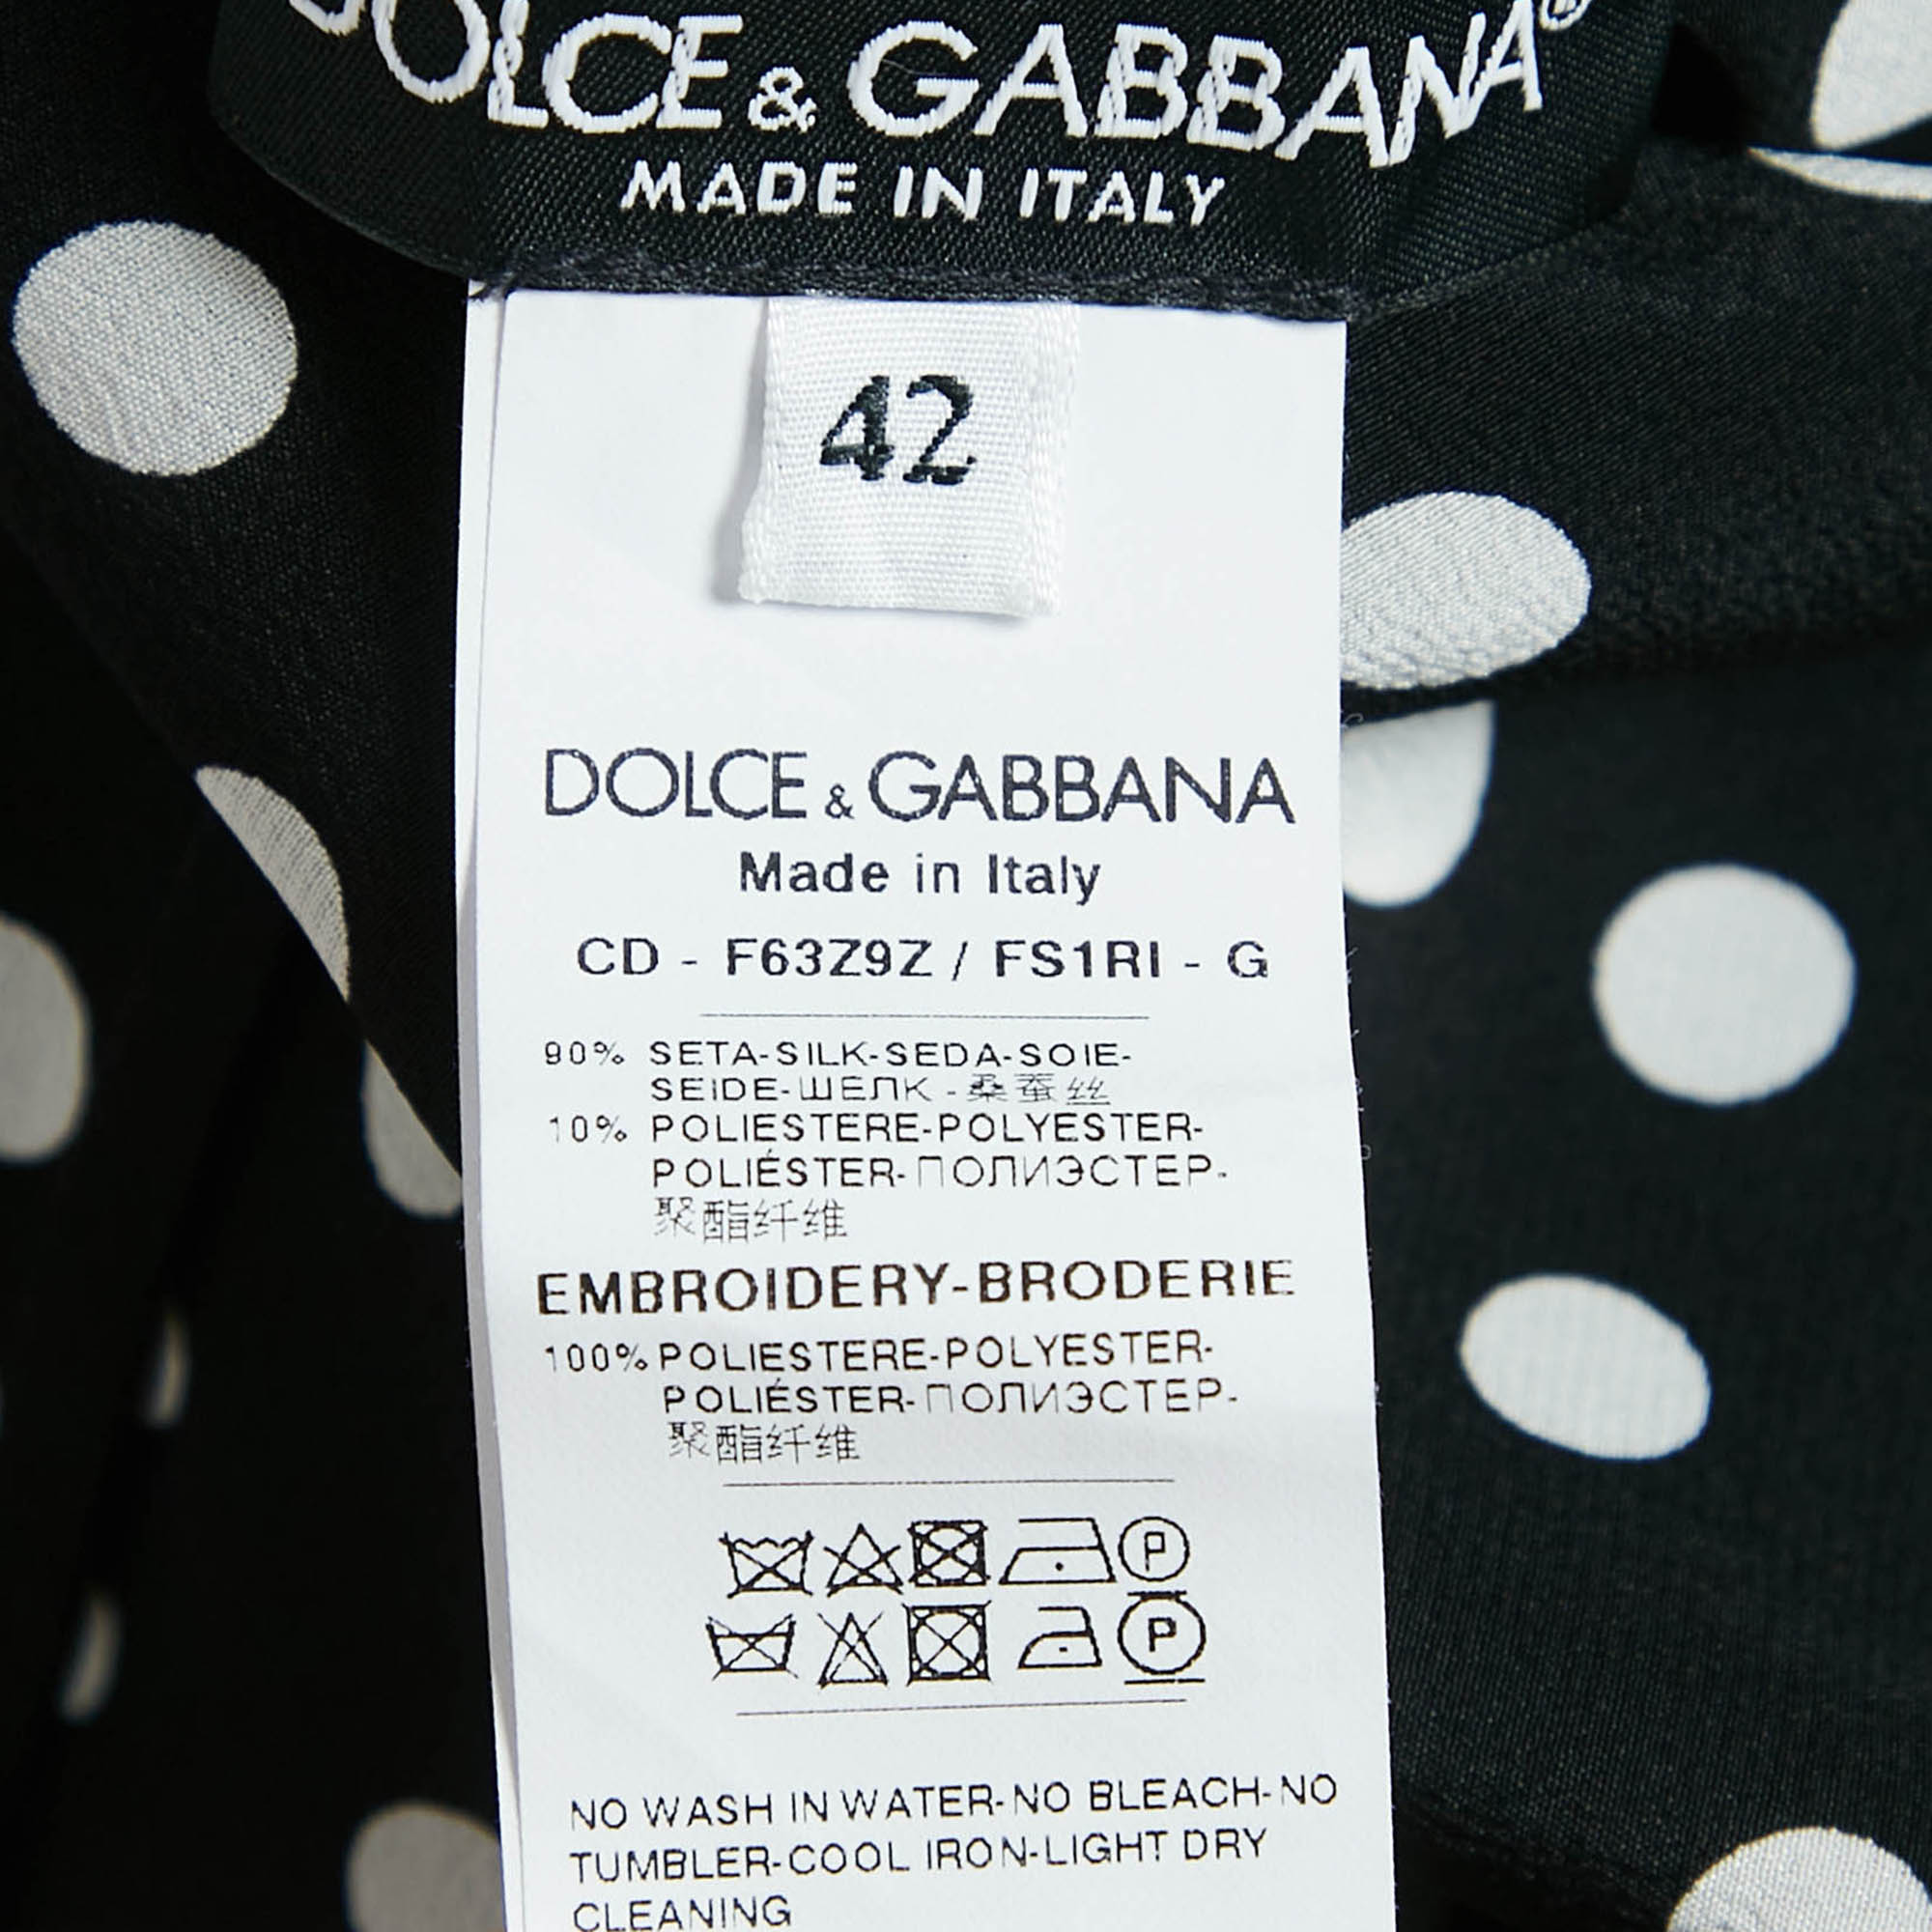 DOLCE & GABBANA®
MADE IN ITALY
42
DOLCE & GABBANA
Made in Italy
CD - F63Z9Z / FS1RI - G
90% SETA-SILK-SEDA-SOIE-
SEIDE-ШЕЛК-桑蚕丝
10% POLIESTERE-POLYESTER-
POLIÉSTER-ПОЛИЭСТЕР-
聚酯纤维
EMBROIDERY-BRODERIE
100% POLIESTERE-POLYESTER-
POLIÉSTER-ПОЛИЭСТЕР-
聚酯纤维
P
P
NO WASH IN WATER-NO BLEACH-NO
TUMBLER-COOL IRON-LIGHT DRY
CLEANING